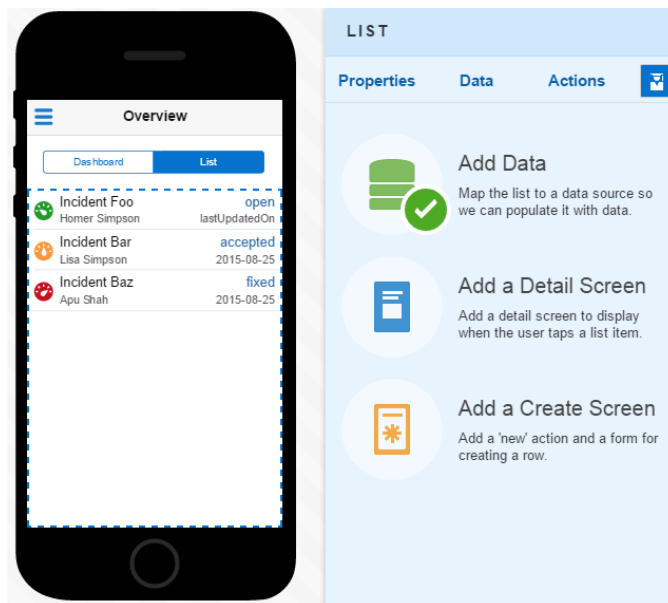 Overview
Dashboard List
Incident Foo open
Homer Simpson lastUpdatedOn
Incident Bar accepted
Lisa Simpson 2015-08-25
Incident Baz fixed
Apu Shah 2015-08-25
LIST
Properties Data Actions
Add Data
Map the list to a data source so
we can populate it with data.
Add a Detail Screen
Add a detail screen to display
when the user taps a list item.
Add a Create Screen
Add a 'new' action and a form for
creating a row.